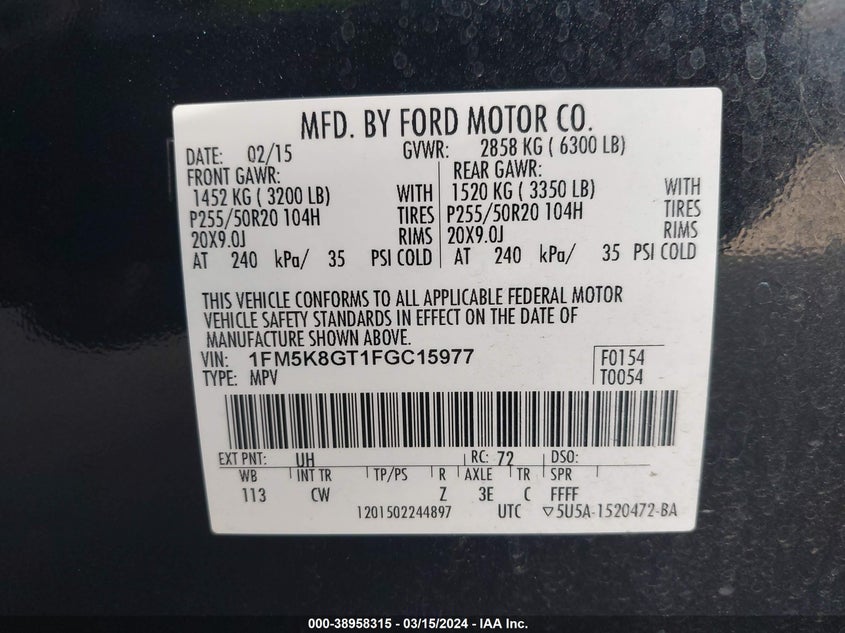 MFD. BY FORD MOTOR CO.
DATE: 02/15 GVWR: 2858 KG ( 6300 LB)
FRONT GAWR: REAR GAWR:
1452 KG ( 3200 LB) WITH 1520 KG ( 3350 LB) WITH
P255/50R20 104H TIRES P255/50R20 104H TIRES
20X9.0J RIMS 20X9.0J RIMS
AT 240 kPa/ 35 PSI COLD AT 240 kPa/ 35 PSI COLD
THIS VEHICLE CONFORMS TO ALL APPLICABLE FEDERAL MOTOR
VEHICLE SAFETY STANDARDS IN EFFECT ON THE DATE OF
MANUFACTURE SHOWN ABOVE.
VIN: 1FM5K8GT1FGC15977 F0154
TYPE: MPV T0054
EXT PNT: UH RC: 72 DSO:
WB INT TR TP/PS R AXLE TR SPR
113 CW Z 3E C FFFF
1201502244897 UTC ▽5U5A-1520472-BA
000-38958315 - 03/15/2024 - IAA Inc.